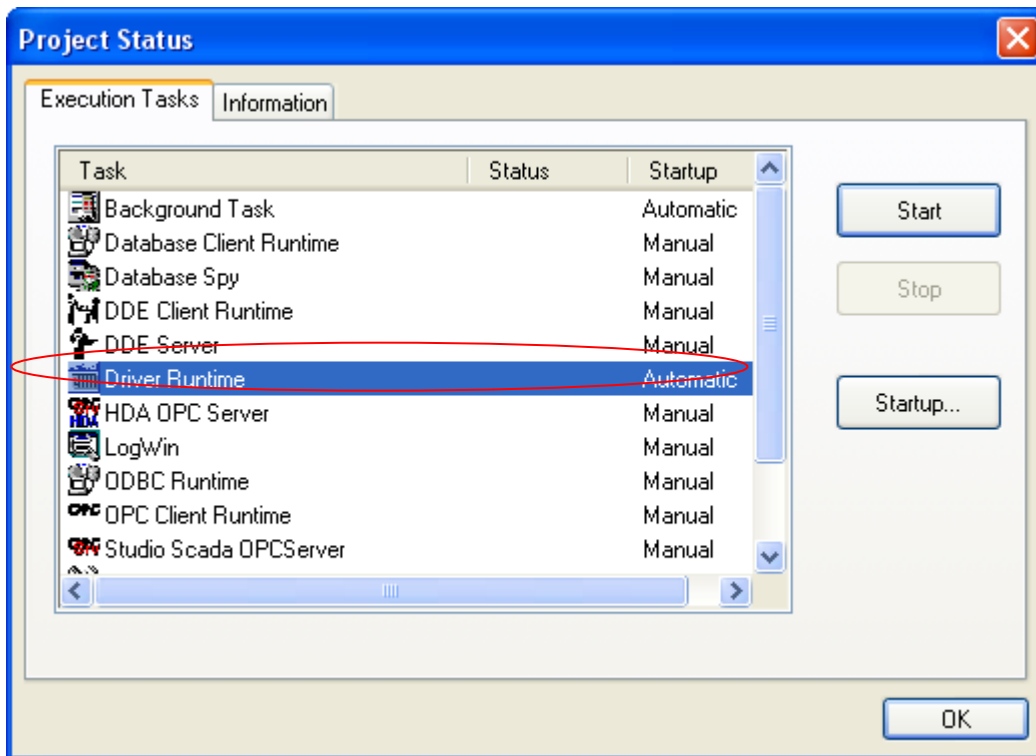 Project Status
Execution Tasks Information
Task Status Startup
Background Task Automatic
Database Client Runtime Manual
Database Spy Manual
DDE Client Runtime Manual
DDE Server Manual
Driver Runtime Automatic
HDA OPC Server Manual
LogWin Manual
ODBC Runtime Manual
OPC Client Runtime Manual
Studio Scada OPCServer Manual
Start
Stop
Startup...
OK